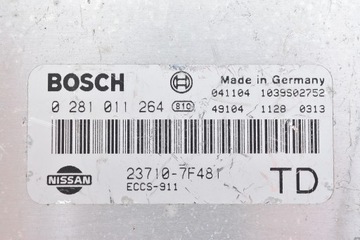 BOSCH
Made in Germany
041104 1039S02752
0 281 011 264 810
49104 1128 0313
NISSAN
23710-7F481
ECCS-911
TD